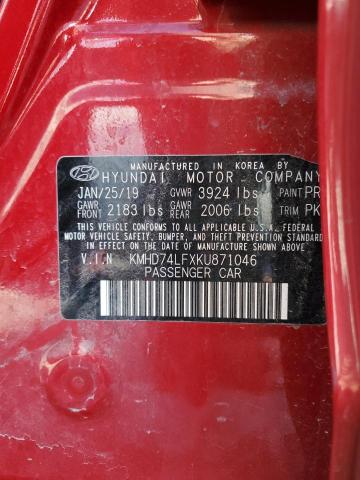 MANUFACTURED IN KOREA BY
HYUNDAI MOTOR COMPANY
JAN/25/19 GVWR 3924 lbs PAINT PR
GAWR FRONT 2183 lbs GAWR REAR 2006 lbs TRIM PK
THIS VEHICLE CONFORMS TO ALL APPLICABLE U.S. FEDERAL
MOTOR VEHICLE SAFETY, BUMPER, AND THEFT PREVENTION STANDARDS
IN EFFECT ON THE DATE OF MANUFACTURE SHOWN ABOVE.
V.I.N KMHD74LFXKU871046
PASSENGER CAR